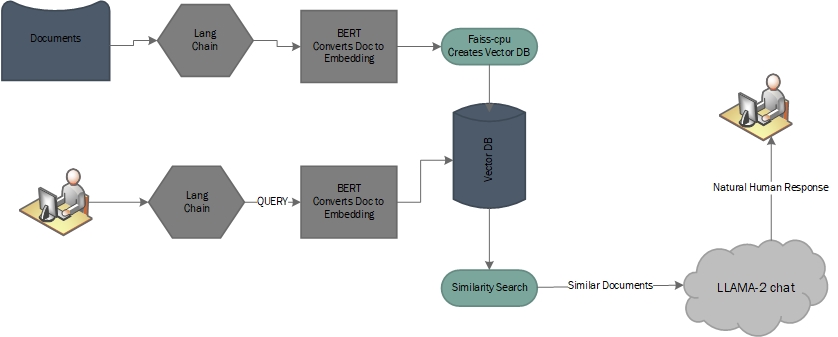 Documents
Lang
Chain
BERT
Converts Doc to
Embedding
Faiss-cpu
Creates Vector DB
Vector DB
Lang
Chain
QUERY
BERT
Converts Doc to
Embedding
Similarity Search
Similar Documents
LLAMA-2 chat
Natural Human Response